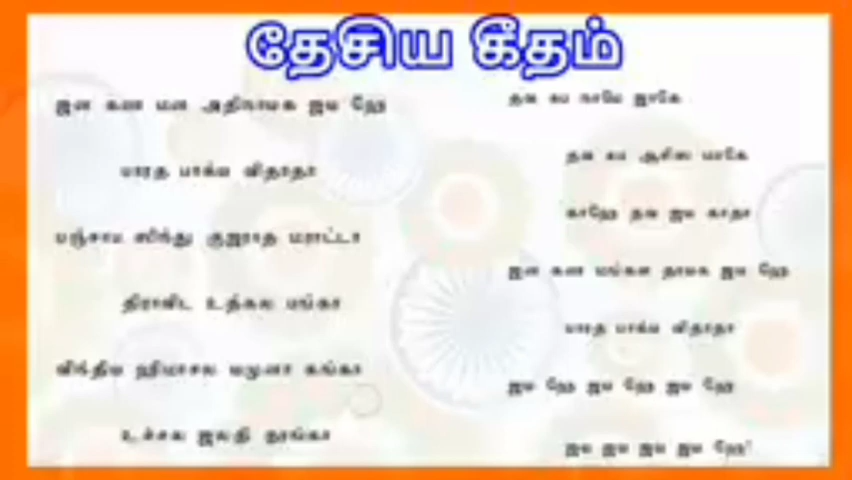 தேசிய கீதம்
ஜன கண மன அதிநாயக ஜய ஹே
பாரத பாக்ய விதாதா
பஞ்சாப ஸிந்து குஜராத மராட்டா
திராவிட உத்கல பங்கா
விந்திய ஹிமாசல யமுனா கங்கா
உச்சல ஜலதி தரங்கா
தவ சுப நாமே ஜாகே
தவ சுப ஆசிஸ மாகே
காஹே தவ ஜய காதா
ஜன கண மங்கள தாயக ஜய ஹே
பாரத பாக்ய விதாதா
ஜய ஹே ஜய ஹே ஜய ஹே
ஜய ஜய ஜய ஜய ஹே!